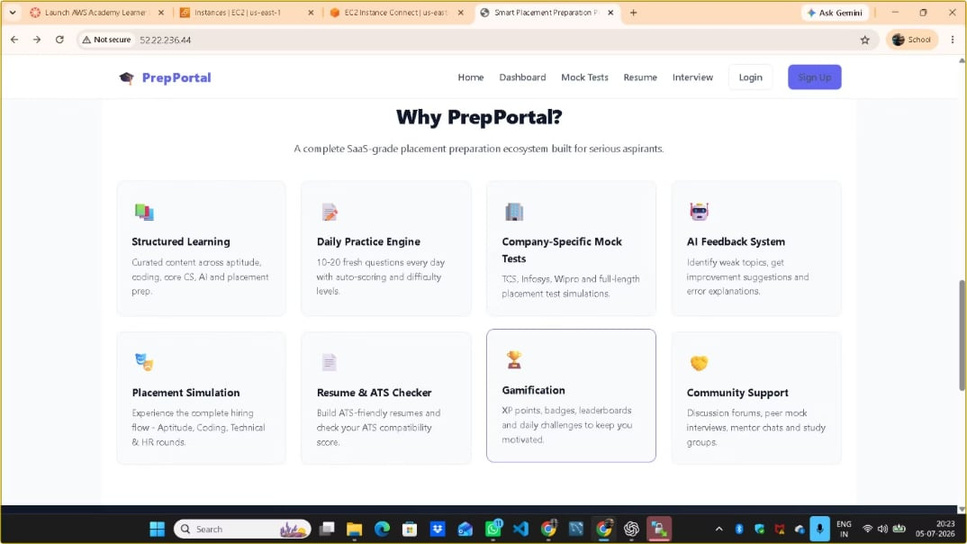 Launch AWS Academy Learner
Instances | EC2 | us-east-1
EC2 Instance Connect | us-east
Smart Placement Preparation P
Ask Gemini
Not secure
52.22.236.44
School
PrepPortal
Home
Dashboard
Mock Tests
Resume
Interview
Login
Sign Up
Why PrepPortal?
A complete SaaS-grade placement preparation ecosystem built for serious aspirants.
Structured Learning
Curated content across aptitude,
coding, core CS, AI and placement
prep.
Daily Practice Engine
10-20 fresh questions every day
with auto-scoring and difficulty
levels.
Company-Specific Mock
Tests
TCS, Infosys, Wipro and full-length
placement test simulations.
AI Feedback System
Identify weak topics, get
improvement suggestions and
error explanations.
Placement Simulation
Experience the complete hiring
flow - Aptitude, Coding, Technical
& HR rounds.
Resume & ATS Checker
Build ATS-friendly resumes and
check your ATS compatibility
score.
Gamification
XP points, badges, leaderboards
and daily challenges to keep you
motivated.
Community Support
Discussion forums, peer mock
interviews, mentor chats and study
groups.
Search
ENG
IN
20:23
05-07-2026